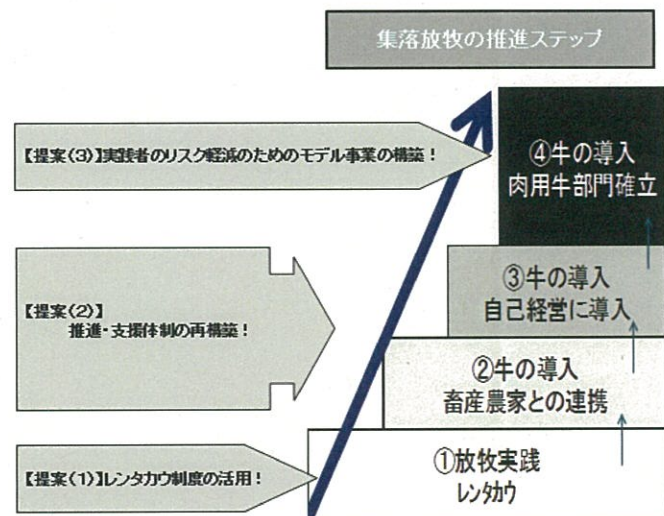 集落放牧の推進ステップ
【提案(3)】実践者のリスク軽減のためのモデル事業の構築！
④牛の導入
肉用牛部門確立
【提案(2)】
推進・支援体制の再構築！
③牛の導入
自己経営に導入
②牛の導入
畜産農家との連携
【提案(1)】レンタカウ制度の活用！
①放牧実践
レンタカウ